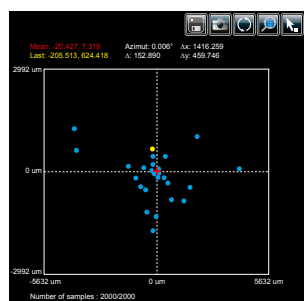 Mean: -20.427, 7.319 Azimut: 0.006° Δx: 1416.259
Last: -205.513, 624.418 Δ: 152.890 Δy: 459.746
2992 um
0 um
-2992 um
-5632 um 0 um 5632 um
Number of samples : 2000/2000